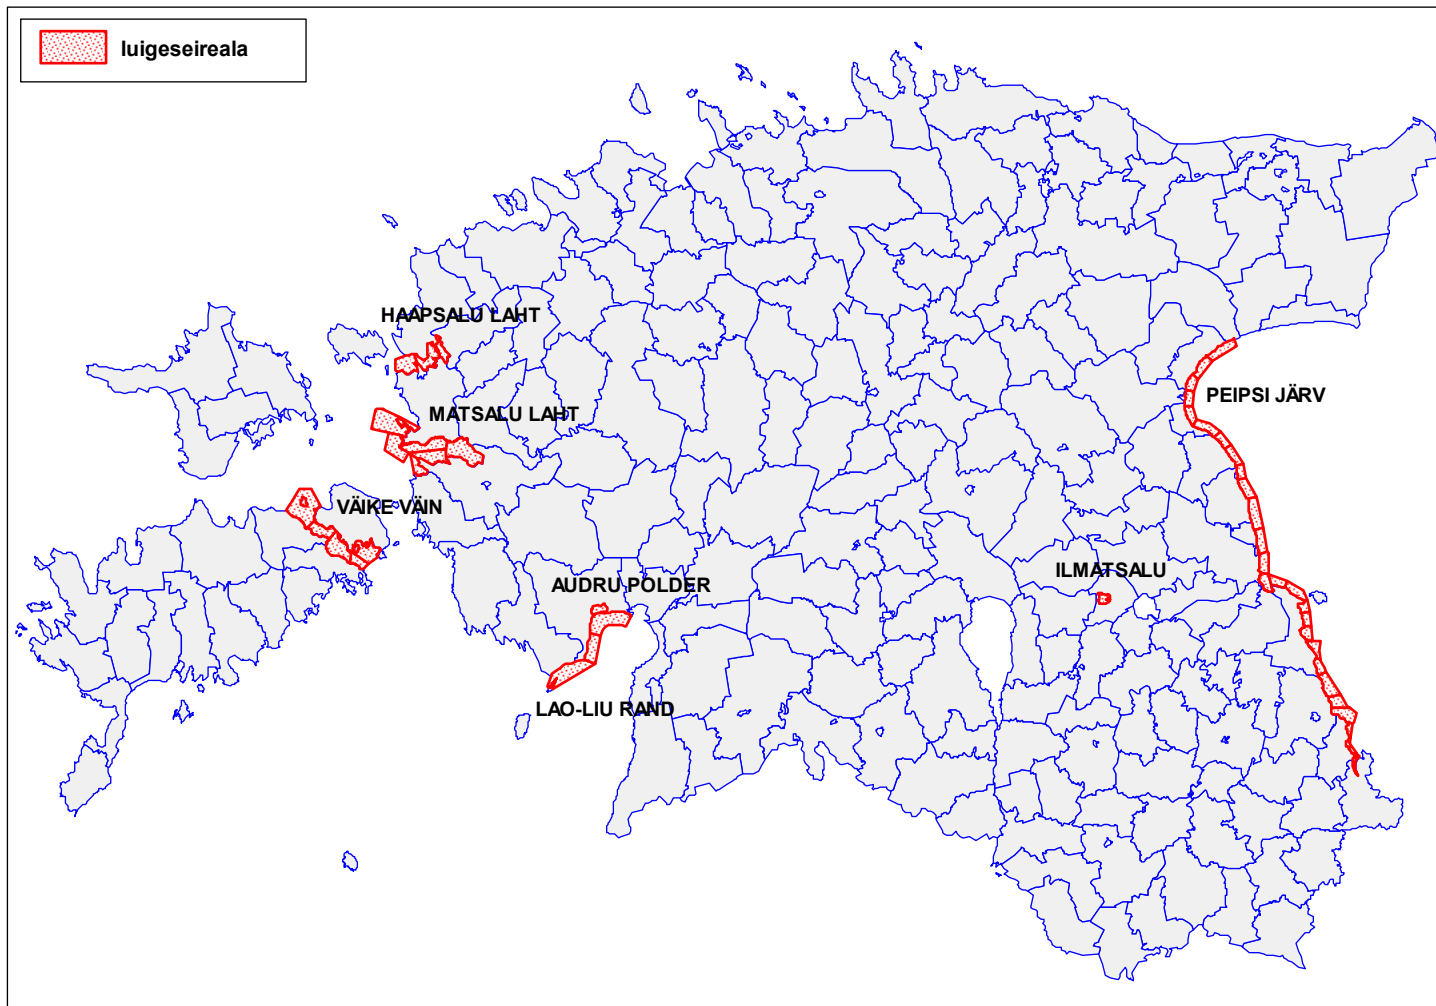 luigeseireala
HAAPSALU LAHT
PEIPSI JÄRV
MATSALU LAHT
VÄIKE VÄIN
ILMATSALU
AUDRU POLDER
LAO-LIU RAND